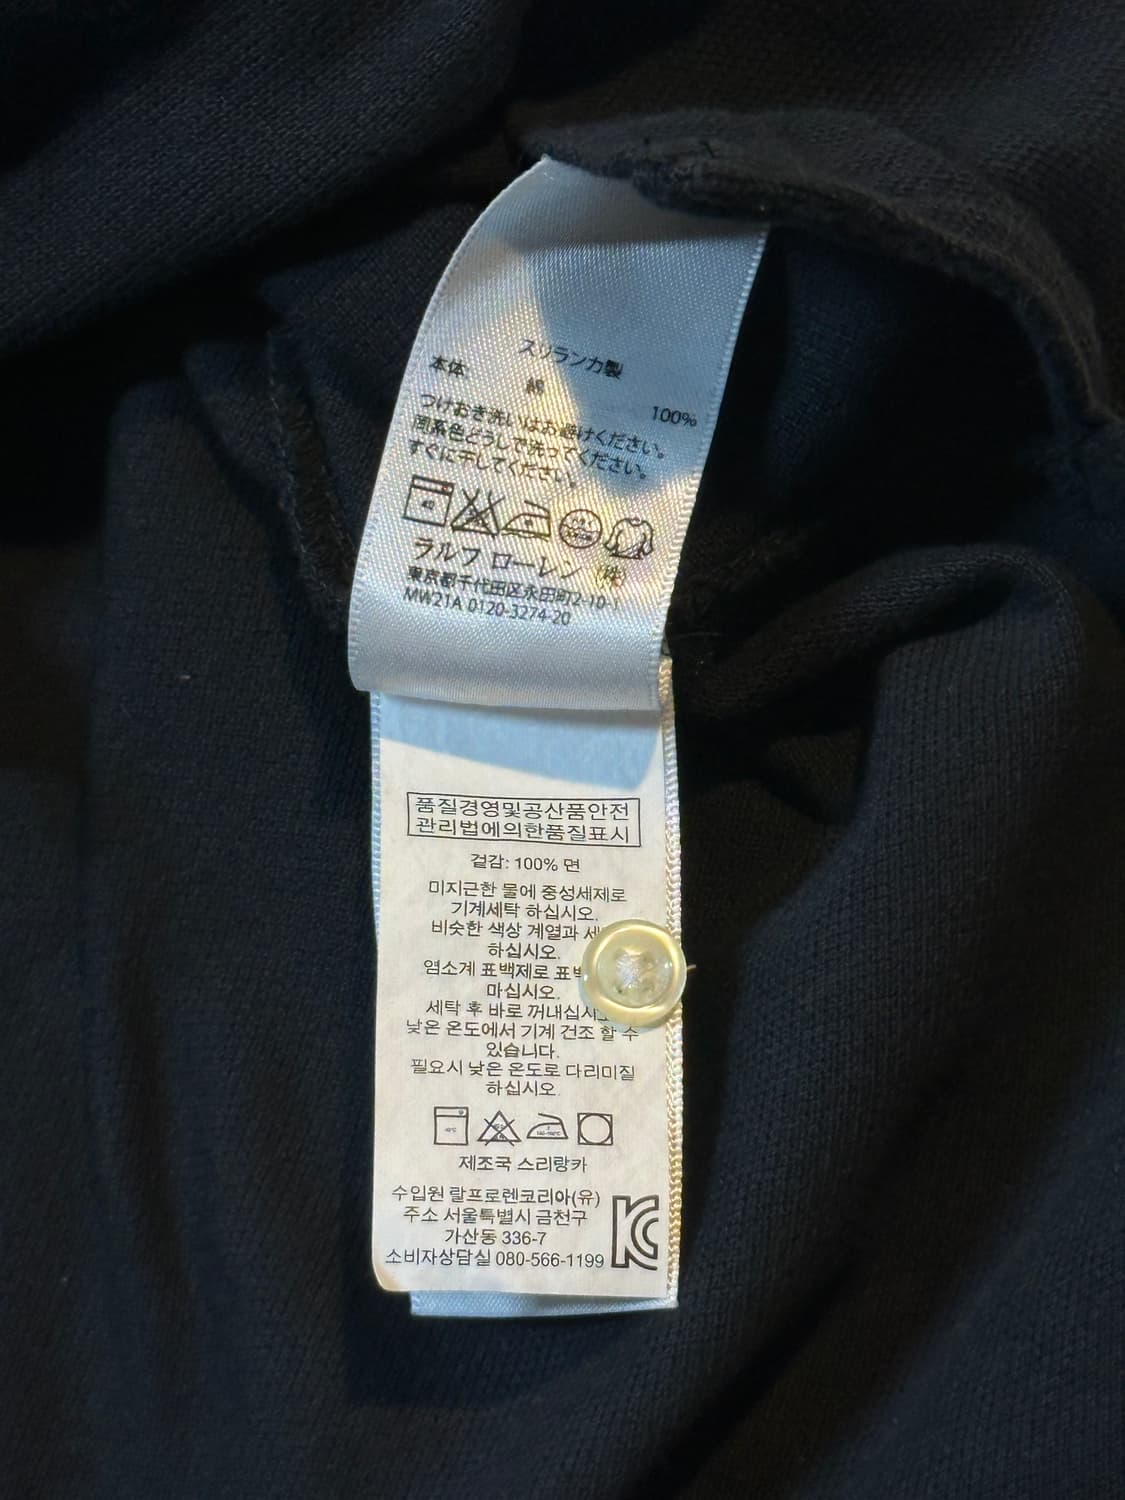 スリランカ製
本体: 綿 100%
つけおき洗いはお避けください。
同系色どうしで洗ってください。
すぐに干してください。
40
ラルフ ローレン (株)
東京都千代田区永田町2-10-1
MW21A 0120-3274-20
품질경영및공산품안전
관리법에의한품질표시
겉감: 100% 면
미지근한 물에 중성세제로
기계세탁 하십시오.
비슷한 색상 계열과
하십시오.
염소계 표백제로
마십시오.
세탁 후 바로
낮은 온도에서 기계 건조 할 수
있습니다.
필요시 낮은 온도로 다리미질
하십시오.
제조국 스리랑카
수입원 랄프로렌코리아(유)
주소 서울특별시 금천구
가산동 336-7
소비자상담실 080-566-1199